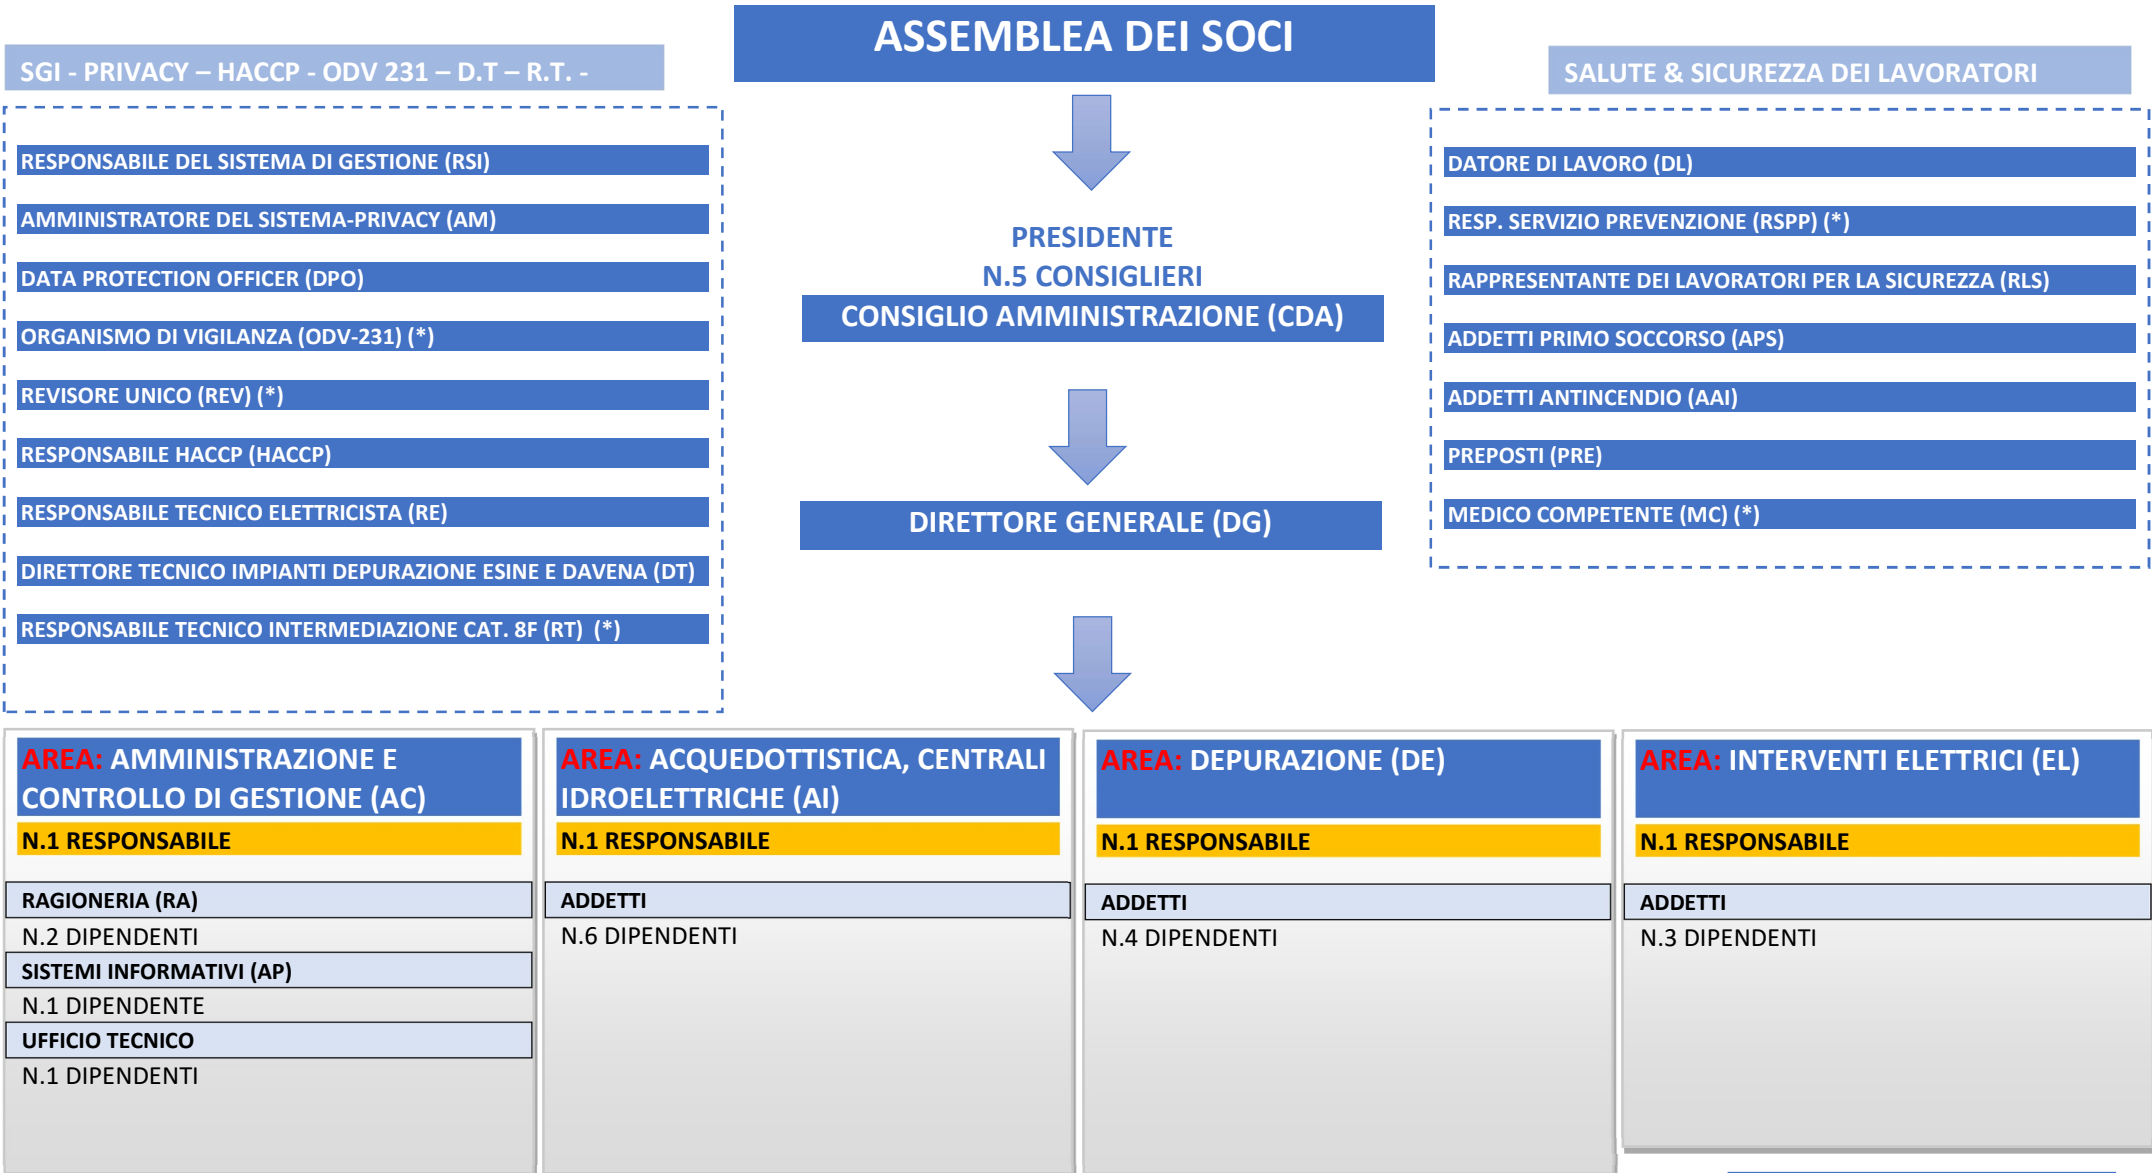 ASSEMBLEA DEI SOCI
SGI - PRIVACY – HACCP - ODV 231 – D.T – R.T. -
RESPONSABILE DEL SISTEMA DI GESTIONE (RSI)
AMMINISTRATORE DEL SISTEMA-PRIVACY (AM)
DATA PROTECTION OFFICER (DPO)
ORGANISMO DI VIGILANZA (ODV-231) (*)
REVISORE UNICO (REV) (*)
RESPONSABILE HACCP (HACCP)
RESPONSABILE TECNICO ELETTRICISTA (RE)
DIRETTORE TECNICO IMPIANTI DEPURAZIONE ESINE E DAVENA (DT)
RESPONSABILE TECNICO INTERMEDIAZIONE CAT. 8F (RT) (*)
PRESIDENTE
N.5 CONSIGLIERI
CONSIGLIO AMMINISTRAZIONE (CDA)
DIRETTORE GENERALE (DG)
SALUTE & SICUREZZA DEI LAVORATORI
DATORE DI LAVORO (DL)
RESP. SERVIZIO PREVENZIONE (RSPP) (*)
RAPPRESENTANTE DEI LAVORATORI PER LA SICUREZZA (RLS)
ADDETTI PRIMO SOCCORSO (APS)
ADDETTI ANTINCENDIO (AAI)
PREPOSTI (PRE)
MEDICO COMPETENTE (MC) (*)
AREA: AMMINISTRAZIONE E
CONTROLLO DI GESTIONE (AC)
N.1 RESPONSABILE
RAGIONERIA (RA)
N.2 DIPENDENTI
SISTEMI INFORMATIVI (AP)
N.1 DIPENDENTE
UFFICIO TECNICO
N.1 DIPENDENTI
AREA: ACQUEDOTTISTICA, CENTRALI
IDROELETTRICHE (AI)
N.1 RESPONSABILE
ADDETTI
N.6 DIPENDENTI
AREA: DEPURAZIONE (DE)
N.1 RESPONSABILE
ADDETTI
N.4 DIPENDENTI
AREA: INTERVENTI ELETTRICI (EL)
N.1 RESPONSABILE
ADDETTI
N.3 DIPENDENTI